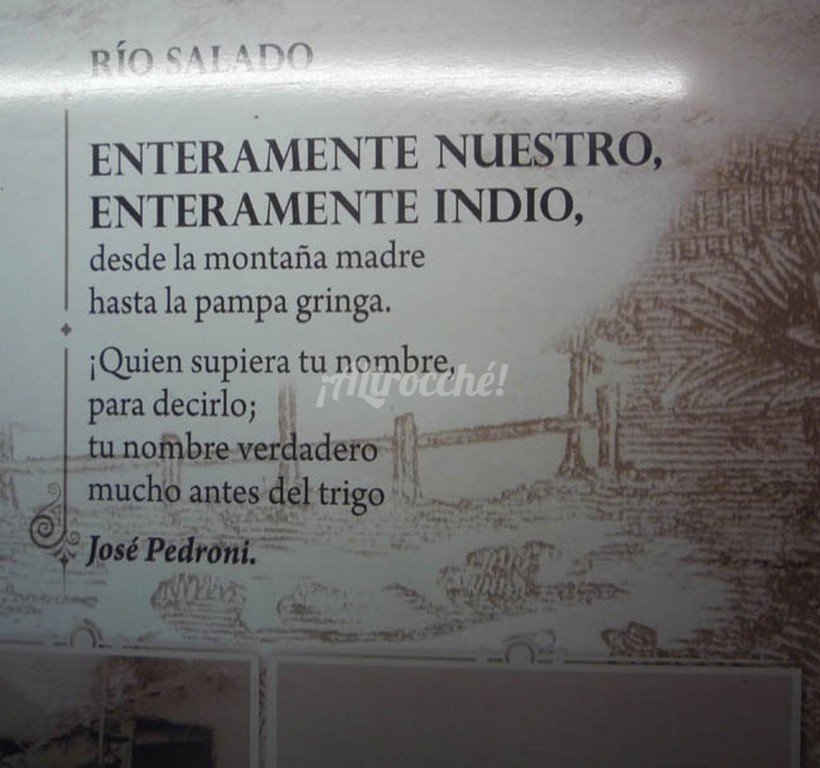 RÍO SALADO
ENTERAMENTE NUESTRO,
ENTERAMENTE INDIO,
desde la montaña madre
hasta la pampa gringa.
¡Quien supiera tu nombre,
¡Altrocché!
para decirlo;
tu nombre verdadero
mucho antes del trigo
José Pedroni.